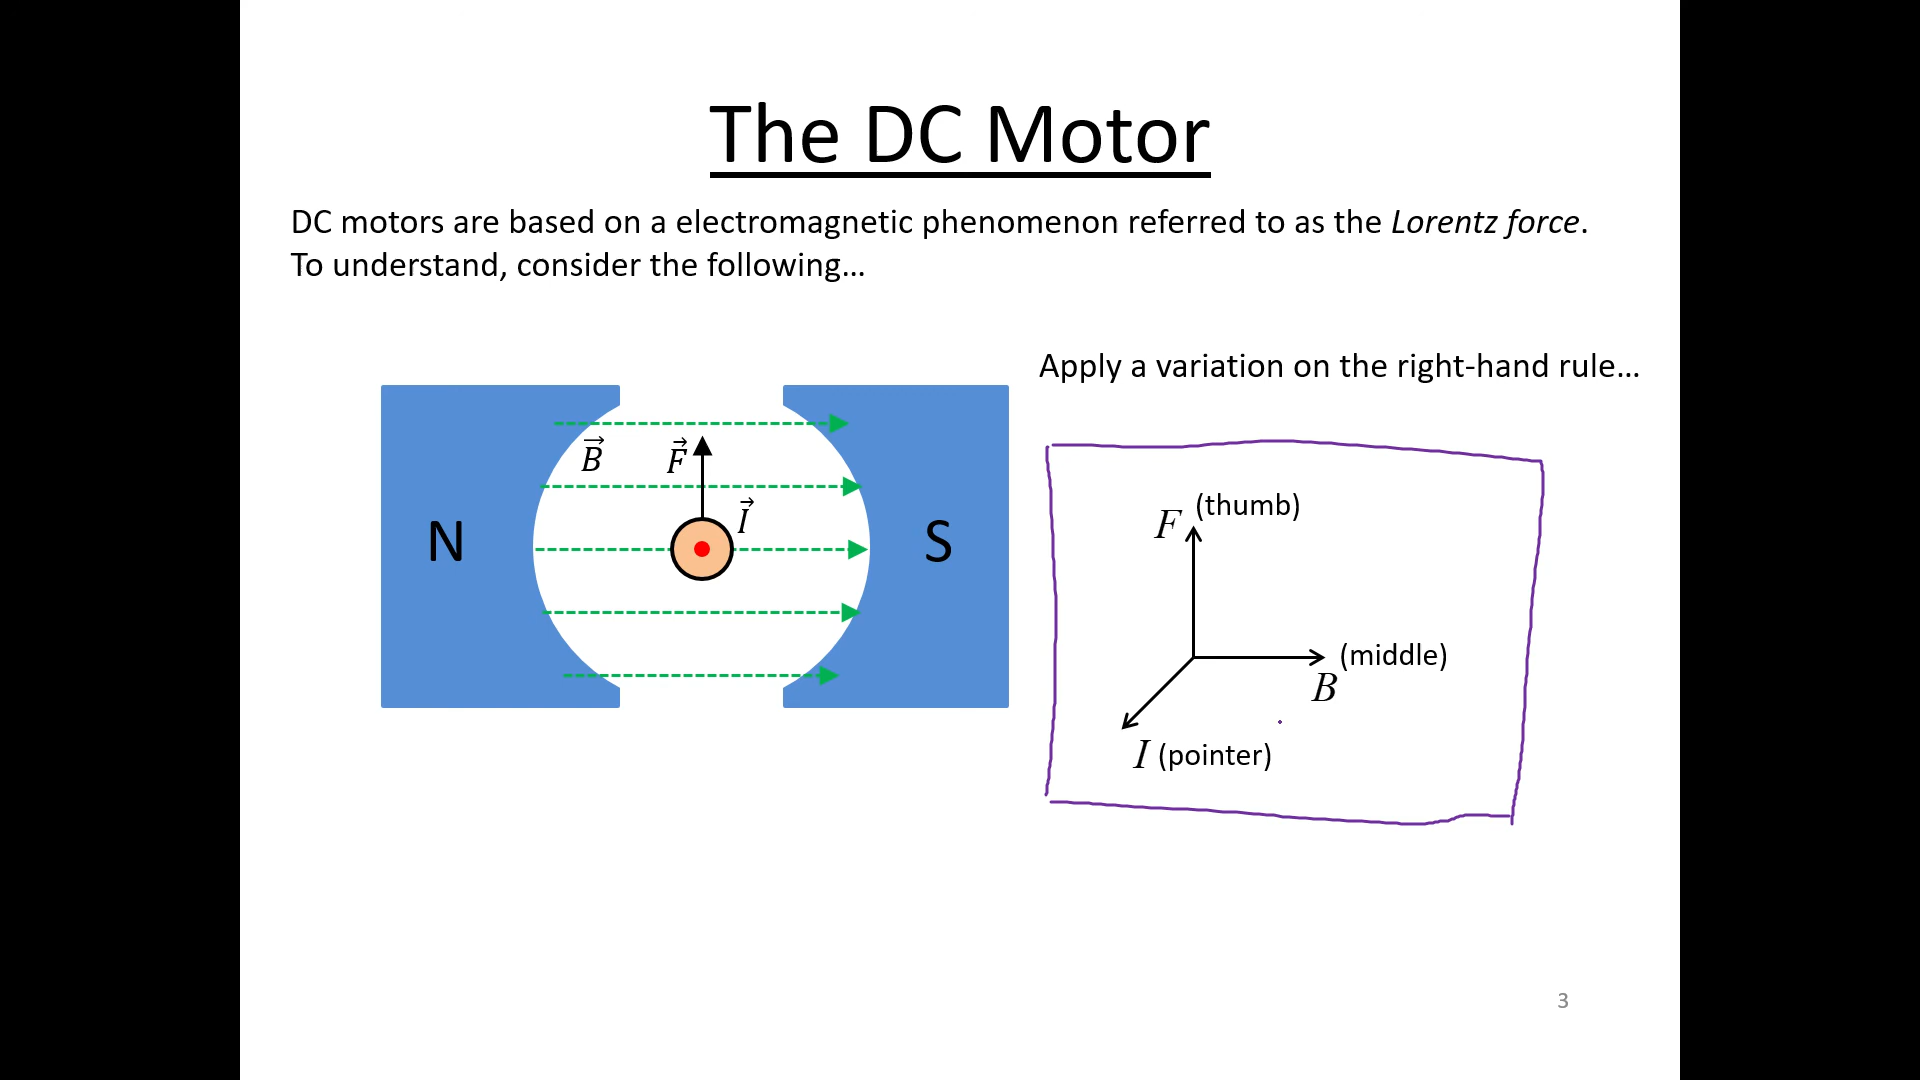 The DC Motor
DC motors are based on a electromagnetic phenomenon referred to as the Lorentz force.
To understand, consider the following…
Apply a variation on the right-hand rule…
B⃗
F⃗
I⃗
N
S
F (thumb)
(middle)
B
I (pointer)
3